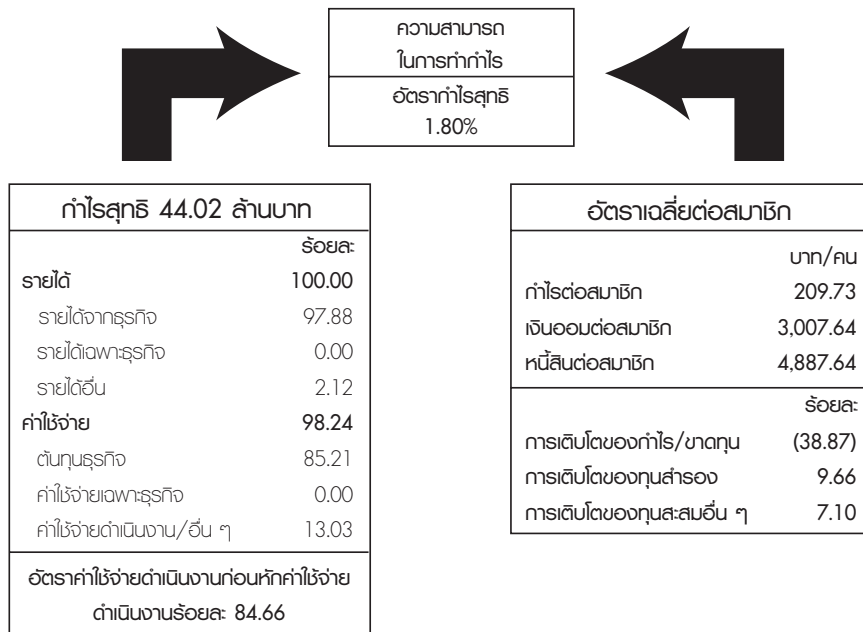 ความสามารถ
ในการทำกำไร
อัตรากำไรสุทธิ
1.80%
กำไรสุทธิ 44.02 ล้านบาท
ร้อยละ
รายได้ 100.00
รายได้จากธุรกิจ 97.88
รายได้เฉพาะธุรกิจ 0.00
รายได้อื่น 2.12
ค่าใช้จ่าย 98.24
ต้นทุนธุรกิจ 85.21
ค่าใช้จ่ายเฉพาะธุรกิจ 0.00
ค่าใช้จ่ายดำเนินงาน/อื่น ๆ 13.03
อัตราค่าใช้จ่ายดำเนินงานก่อนหักค่าใช้จ่าย
ดำเนินงานร้อยละ 84.66
อัตราเฉลี่ยต่อสมาชิก
บาท/คน
กำไรต่อสมาชิก 209.73
เงินออมต่อสมาชิก 3,007.64
หนี้สินต่อสมาชิก 4,887.64
ร้อยละ
การเติบโตของกำไร/ขาดทุน (38.87)
การเติบโตของทุนสำรอง 9.66
การเติบโตของทุนสะสมอื่น ๆ 7.10